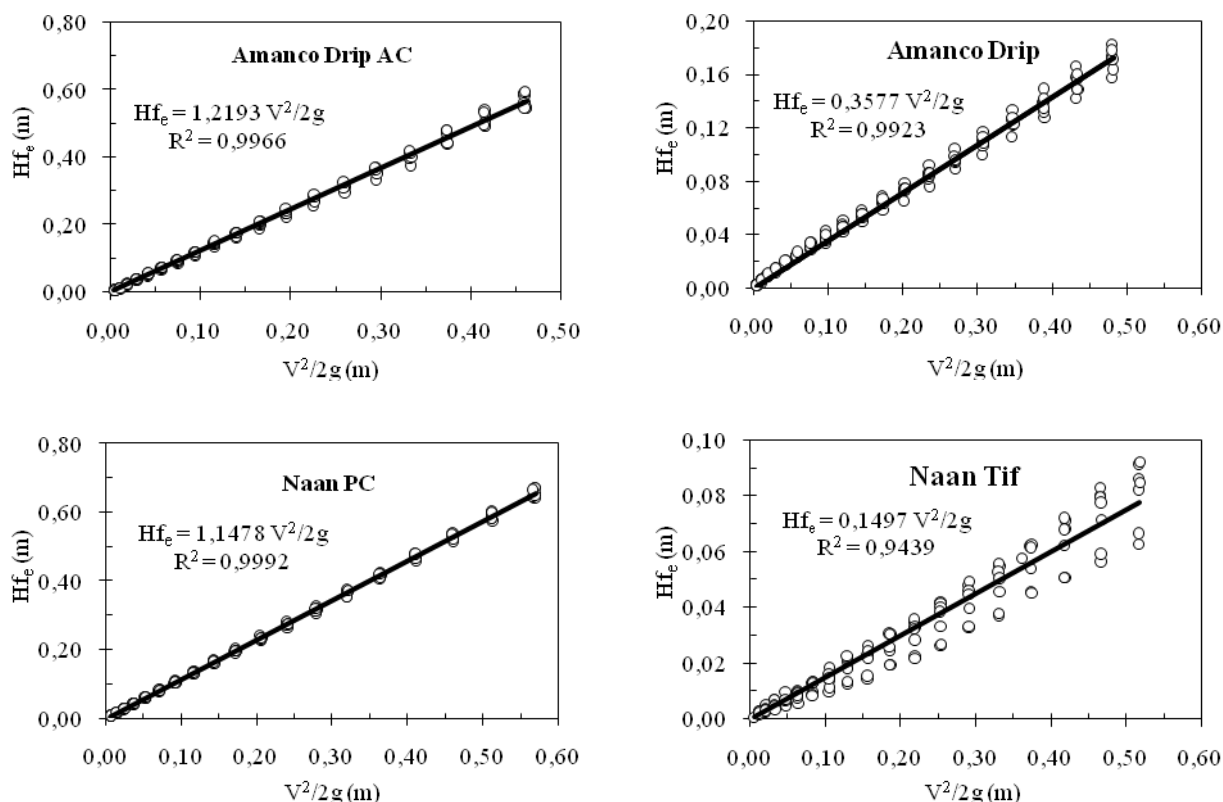 Amanco Drip AC
Hfₑ = 1,2193 V²/2g
R² = 0,9966
Hfₑ (m)
0,80
0,60
0,40
0,20
0,00
0,00 0,10 0,20 0,30 0,40 0,50
V²/2g (m)
Amanco Drip
Hfₑ = 0,3577 V²/2g
R² = 0,9923
Hfₑ (m)
0,20
0,16
0,12
0,08
0,04
0,00
0,00 0,10 0,20 0,30 0,40 0,50 0,60
V²/2g (m)
Naan PC
Hfₑ = 1,1478 V²/2g
R² = 0,9992
Hfₑ (m)
0,80
0,60
0,40
0,20
0,00
0,00 0,10 0,20 0,30 0,40 0,50 0,60
V²/2g (m)
Naan Tif
Hfₑ = 0,1497 V²/2g
R² = 0,9439
Hfₑ (m)
0,10
0,08
0,06
0,04
0,02
0,00
0,00 0,10 0,20 0,30 0,40 0,50 0,60
V²/2g (m)